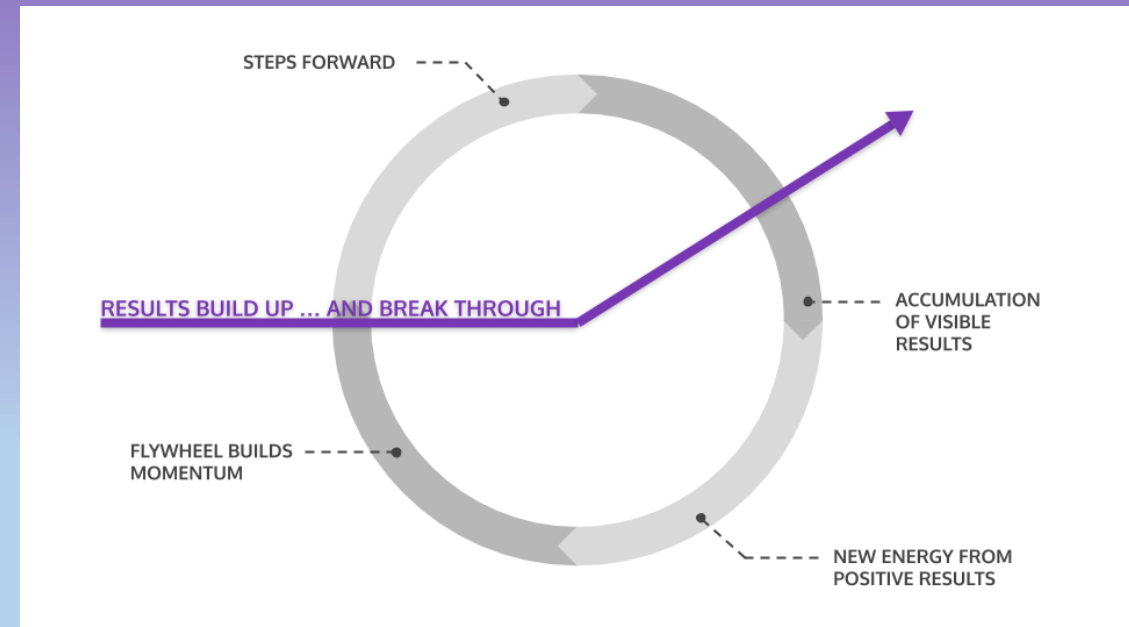 STEPS FORWARD
RESULTS BUILD UP ... AND BREAK THROUGH
ACCUMULATION
OF VISIBLE
RESULTS
FLYWHEEL BUILDS
MOMENTUM
NEW ENERGY FROM
POSITIVE RESULTS